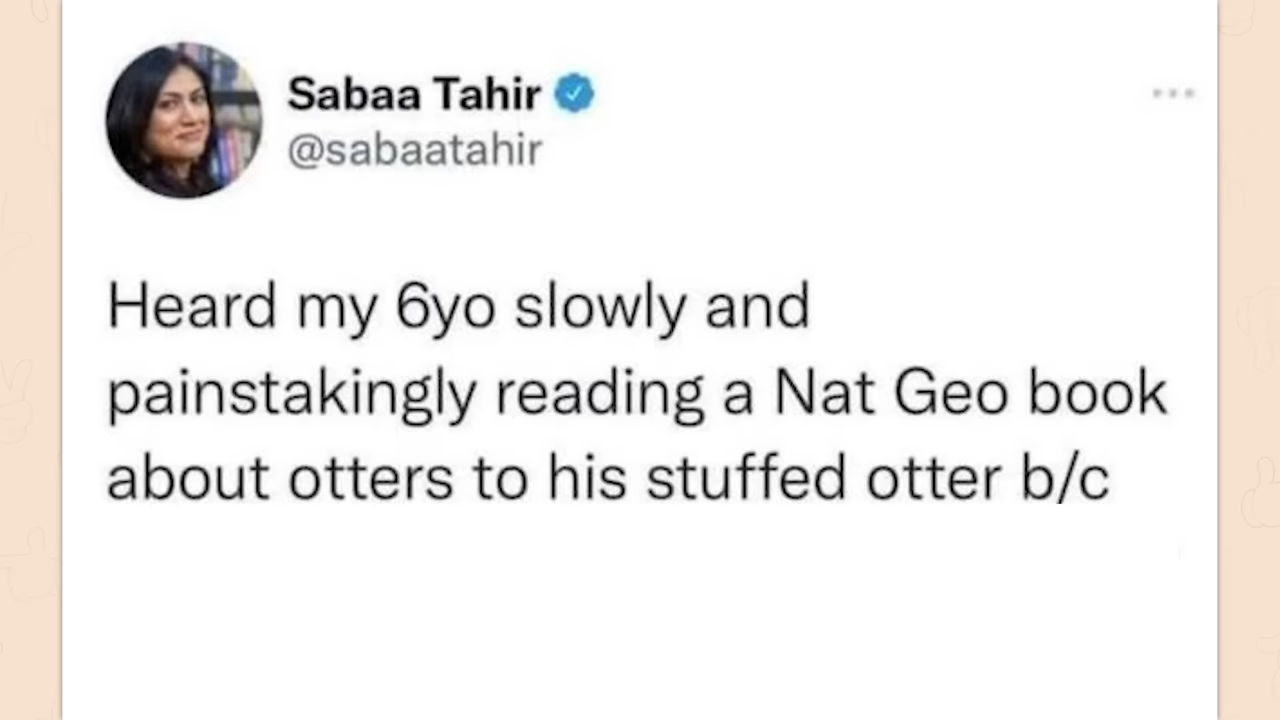 Sabaa Tahir
@sabaatahir
Heard my 6yo slowly and
painstakingly reading a Nat Geo book
about otters to his stuffed otter b/c